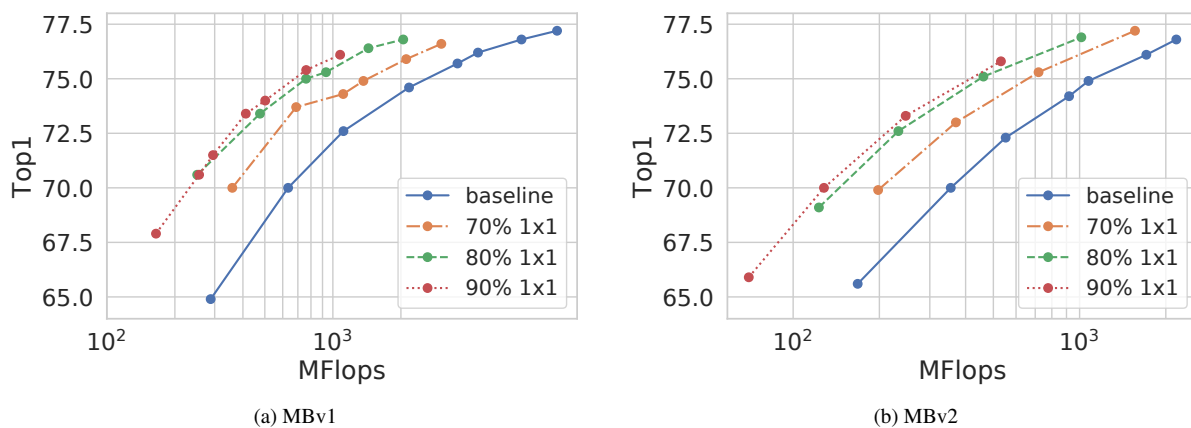 77.5
75.0
72.5
70.0
67.5
65.0
Top1
10²
10³
MFlops
baseline
70% 1x1
80% 1x1
90% 1x1
(a) MBv1
77.5
75.0
72.5
70.0
67.5
65.0
Top1
10²
10³
MFlops
baseline
70% 1x1
80% 1x1
90% 1x1
(b) MBv2